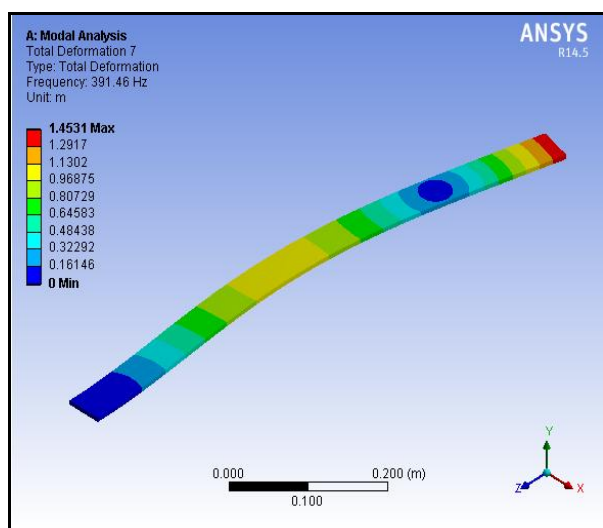 A: Modal Analysis
Total Deformation 7
Type: Total Deformation
Frequency: 391.46 Hz
Unit: m
1.4531 Max
1.2917
1.1302
0.96875
0.80729
0.64583
0.48438
0.32292
0.16146
0 Min
ANSYS
R14.5
0.000
0.200 (m)
0.100
Y
Z
X